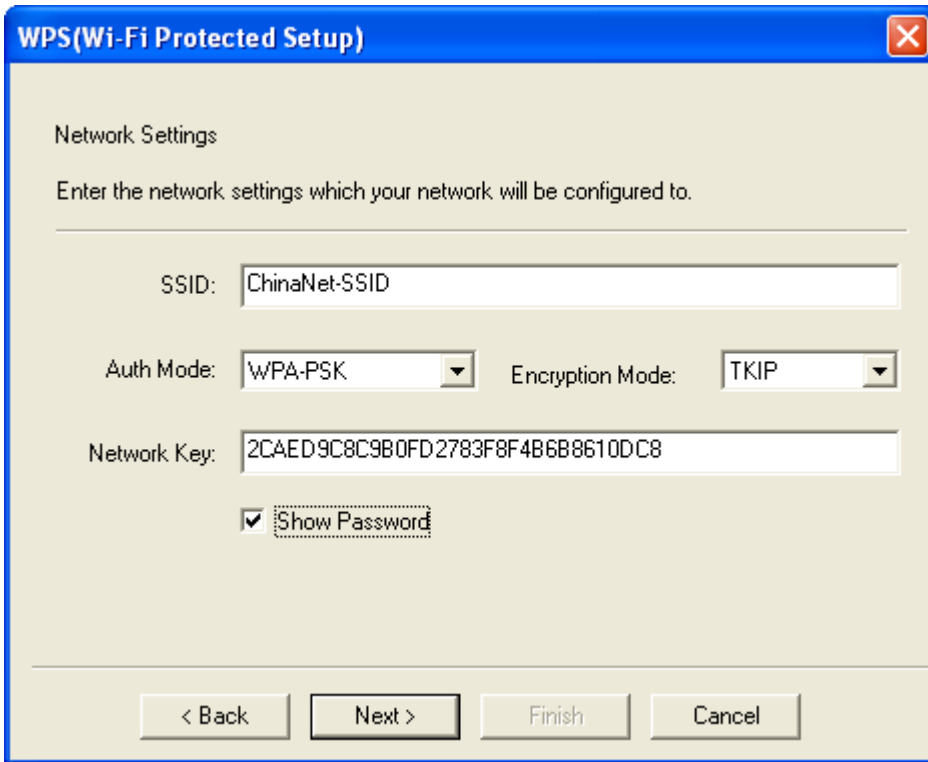 WPS(Wi-Fi Protected Setup)
Network Settings
Enter the network settings which your network will be configured to.
SSID: ChinaNet-SSID
Auth Mode: WPA-PSK Encryption Mode: TKIP
Network Key: 2CAED9C8C9B0FD2783F8F4B6B8610DC8
Show Password
< Back Next > Finish Cancel